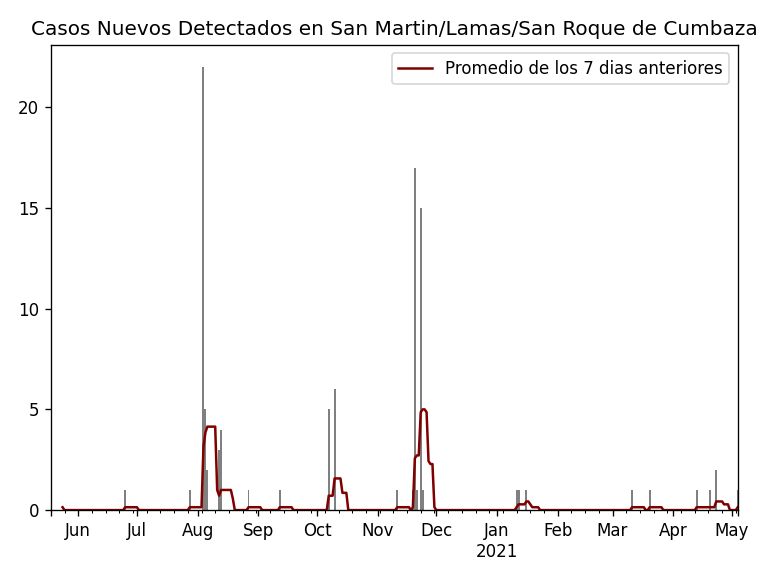 Casos Nuevos Detectados en San Martin/Lamas/San Roque de Cumbaza
Promedio de los 7 dias anteriores
20
15
10
5
0
Jun Jul Aug Sep Oct Nov Dec Jan Feb Mar Apr May
2021